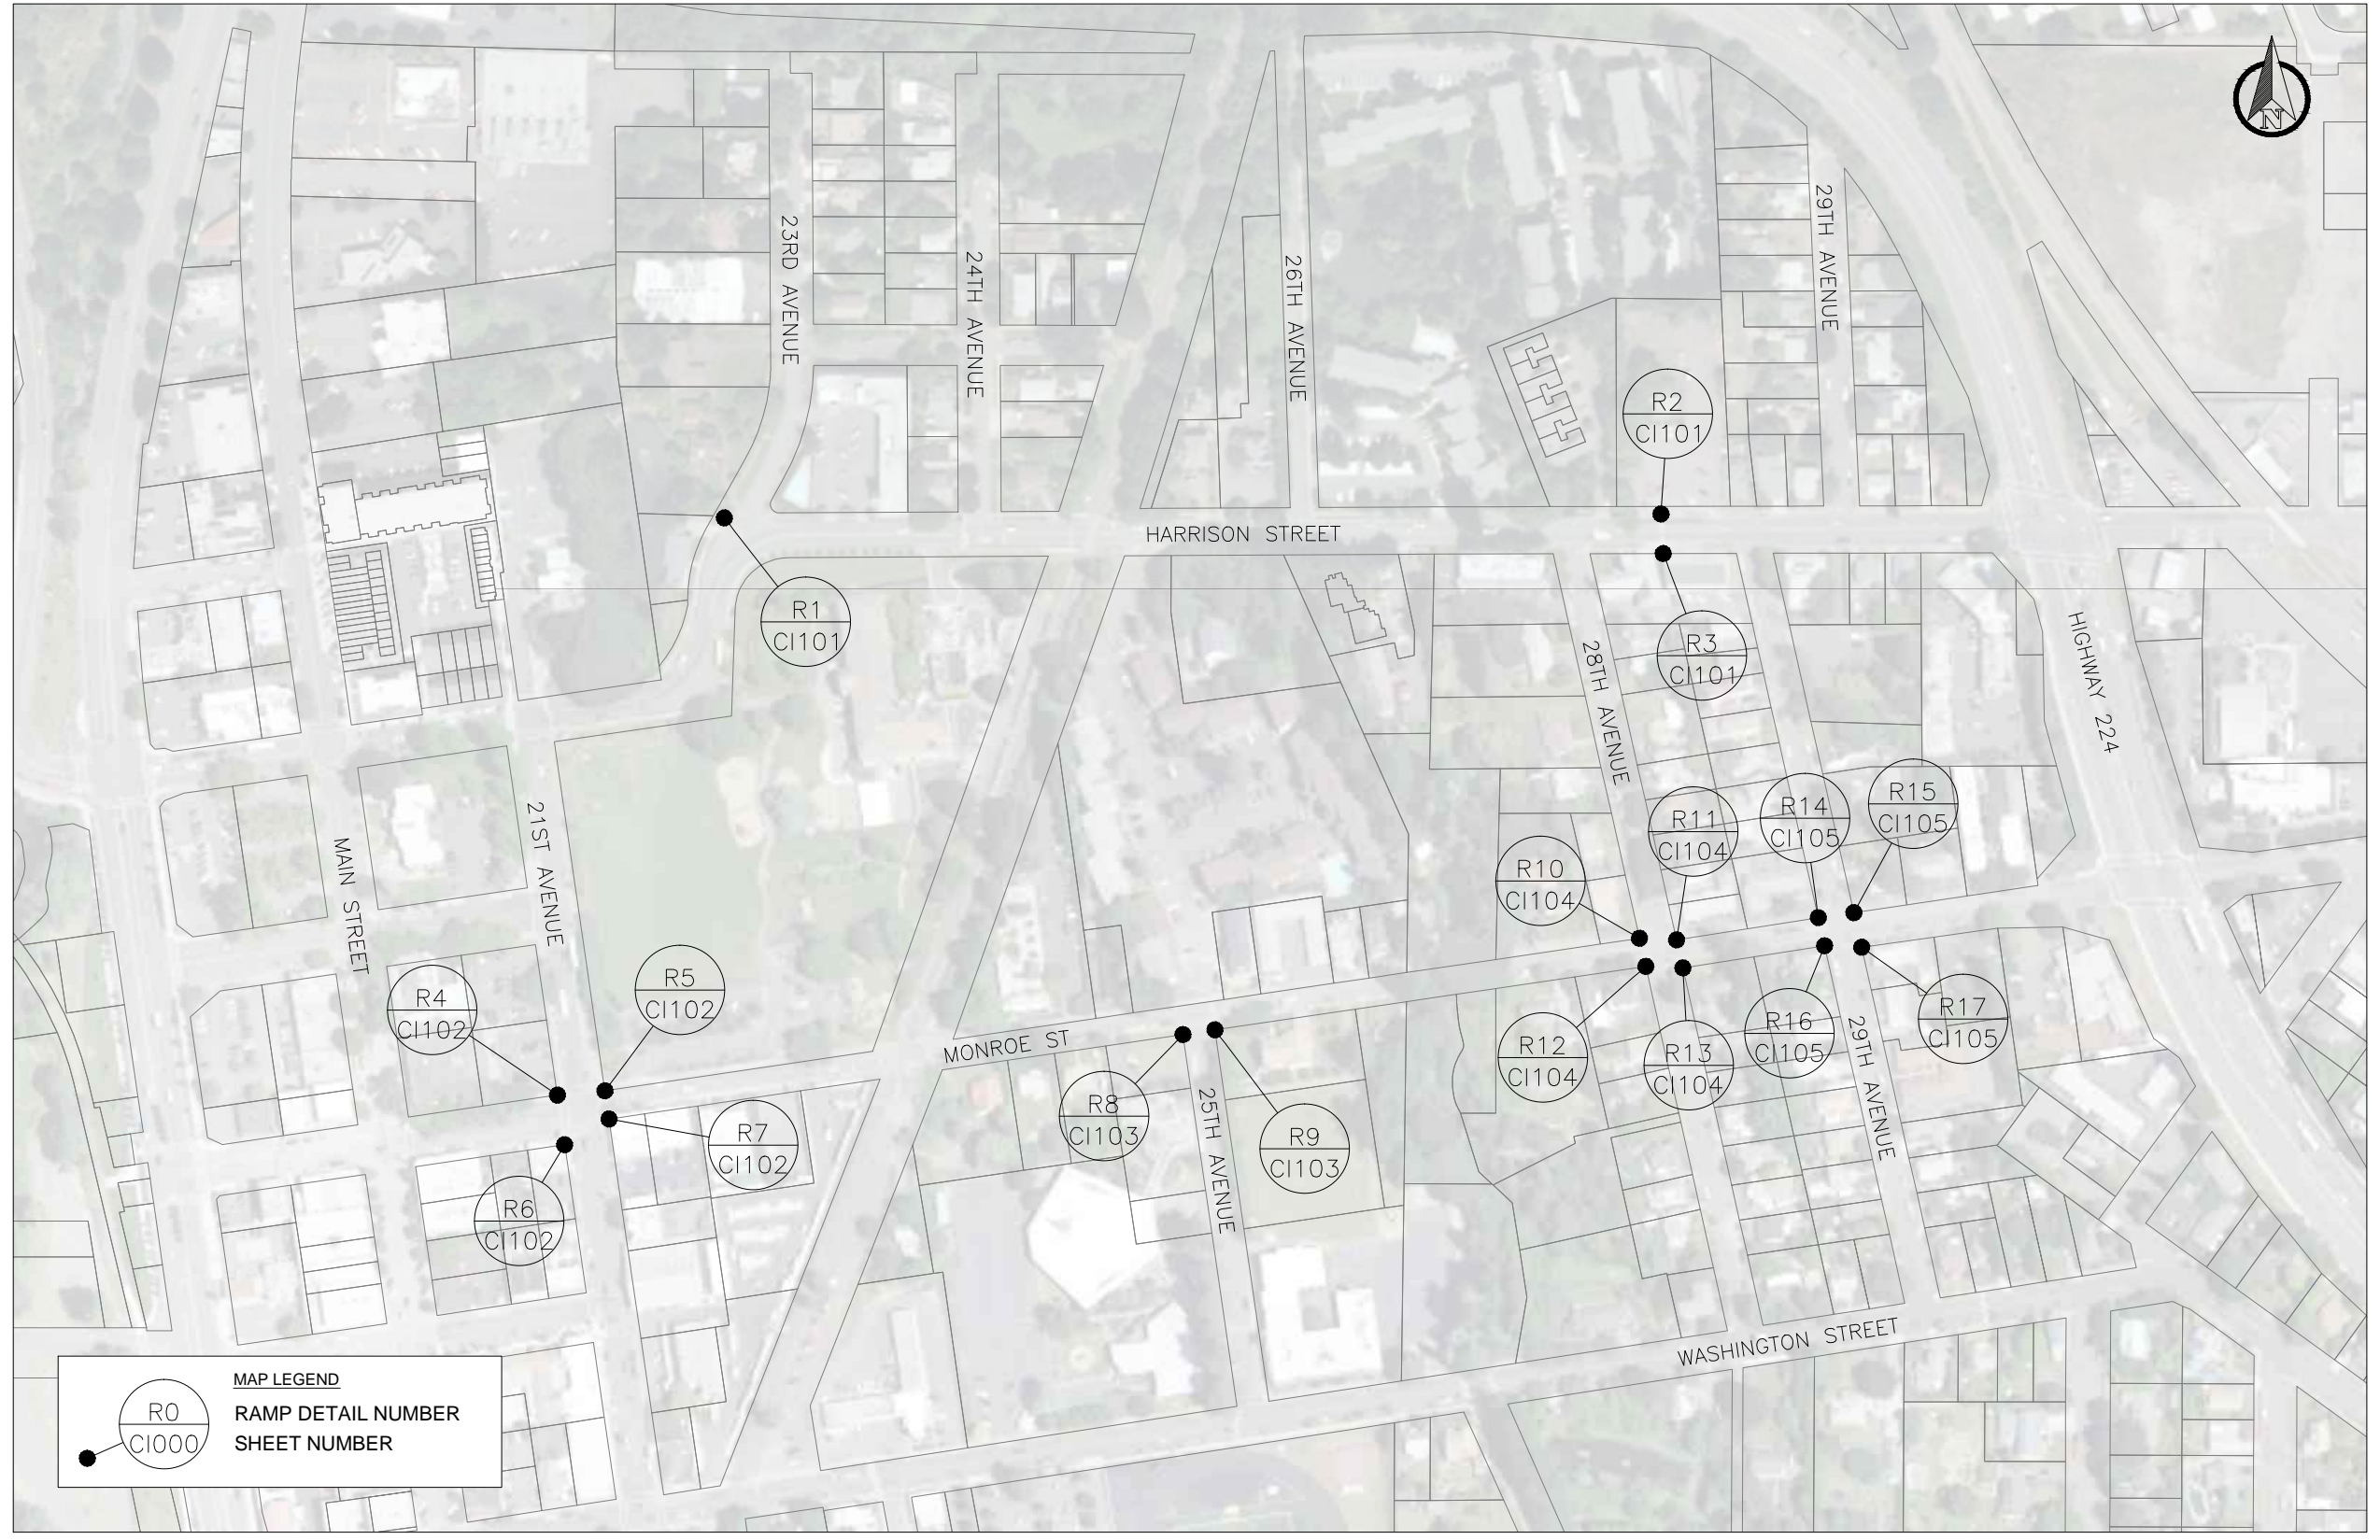 N
23RD AVENUE
24TH AVENUE
26TH AVENUE
29TH AVENUE
R2
CI101
HARRISON STREET
R1
CI101
R3
CI101
28TH AVENUE
HIGHWAY 224
MAIN STREET
21ST AVENUE
R10
CI104
R11
CI104
R14
CI105
R15
CI105
R4
CI102
R5
CI102
MONROE ST
R8
CI103
25TH AVENUE
R9
CI103
R12
CI104
R13
CI104
R16
CI105
29TH AVENUE
R17
CI105
R7
CI102
R6
CI102
WASHINGTON STREET
MAP LEGEND
R0
CI000
RAMP DETAIL NUMBER
SHEET NUMBER